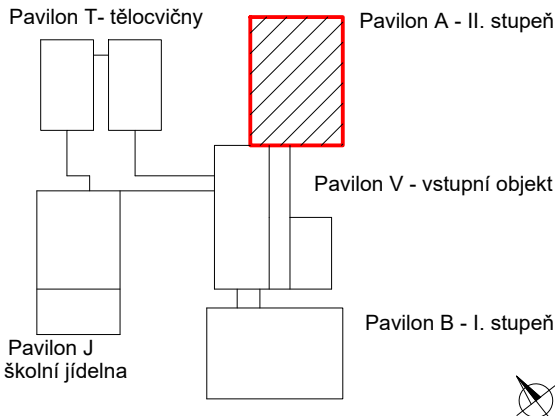 Pavilon T- tělocvičny
Pavilon A - II. stupeň
Pavilon V - vstupní objekt
Pavilon B - I. stupeň
Pavilon J
školní jídelna